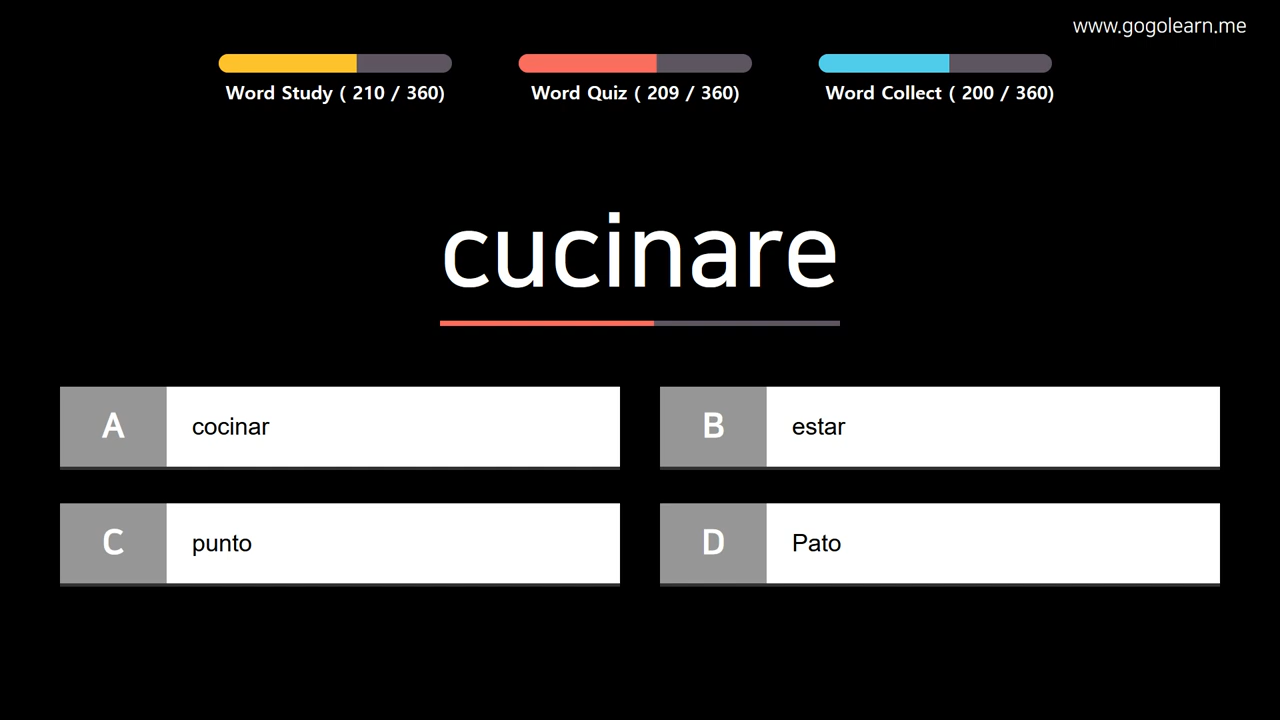 www.gogolearn.me
Word Study ( 210 / 360)
Word Quiz ( 209 / 360)
Word Collect ( 200 / 360)
cucinare
A
cocinar
B
estar
C
punto
D
Pato